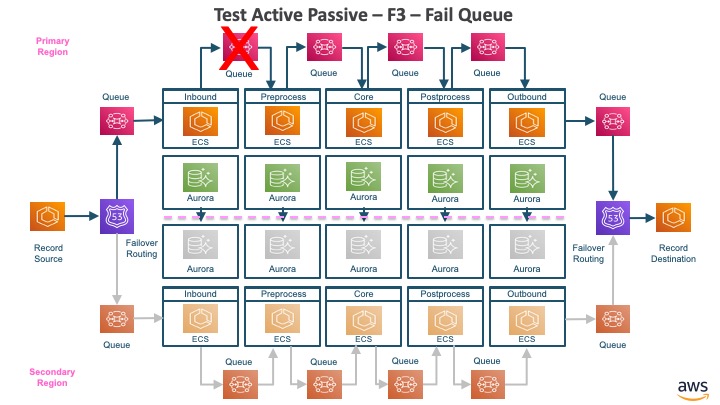 Test Active Passive – F3 – Fail Queue
Primary
Region
Queue
Queue
Queue
Queue
Queue
Queue
Inbound
Preprocess
Core
Postprocess
Outbound
ECS
ECS
ECS
ECS
ECS
Aurora
Aurora
Aurora
Aurora
Aurora
53
53
Record
Source
Failover
Routing
Failover
Routing
Record
Destination
Aurora
Aurora
Aurora
Aurora
Aurora
Inbound
Preprocess
Core
Postprocess
Outbound
ECS
ECS
ECS
ECS
ECS
Queue
Queue
Queue
Queue
Queue
Queue
Secondary
Region
aws